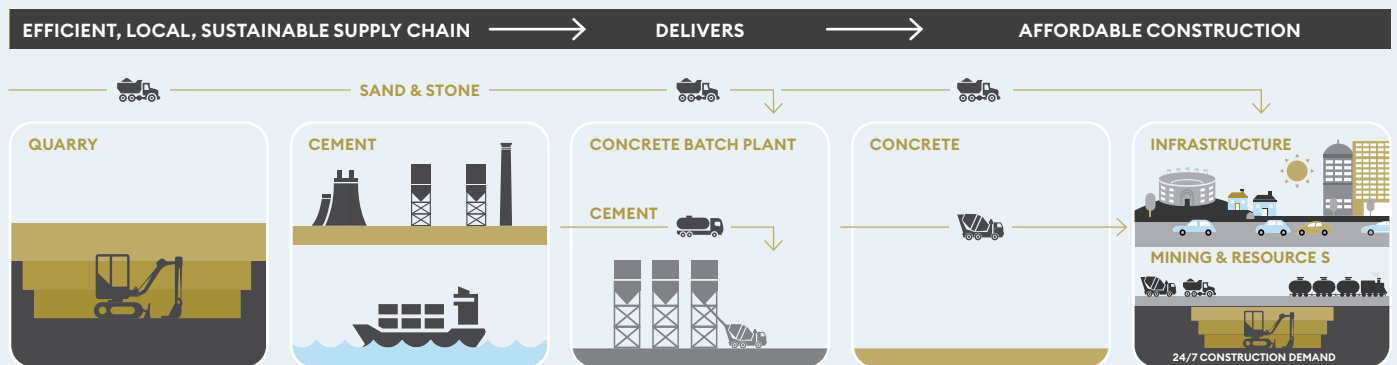 EFFICIENT, LOCAL, SUSTAINABLE SUPPLY CHAIN
DELIVERS
AFFORDABLE CONSTRUCTION
SAND & STONE
QUARRY
CEMENT
CONCRETE BATCH PLANT
CEMENT
CONCRETE
INFRASTRUCTURE
MINING & RESOURCE S
24/7 CONSTRUCTION DEMAND